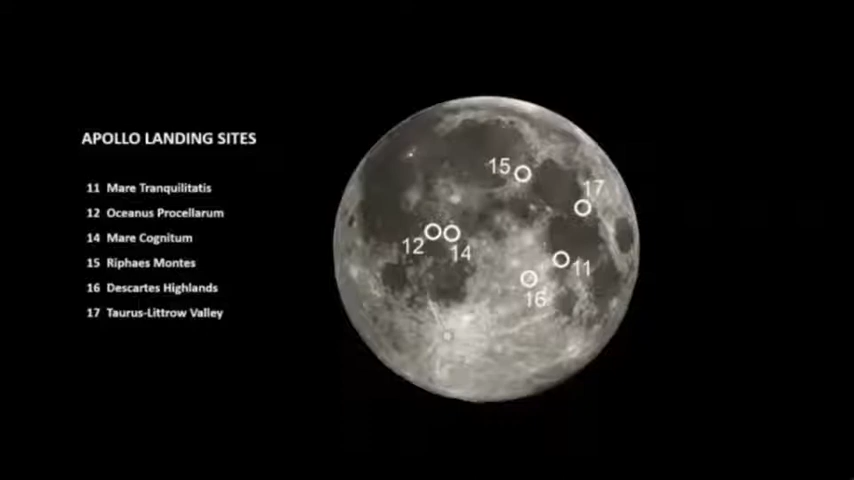 APOLLO LANDING SITES
11 Mare Tranquilitatis
12 Oceanus Procellarum
14 Mare Cognitum
15 Riphaes Montes
16 Descartes Highlands
17 Taurus-Littrow Valley
15
17
12
14
11
16